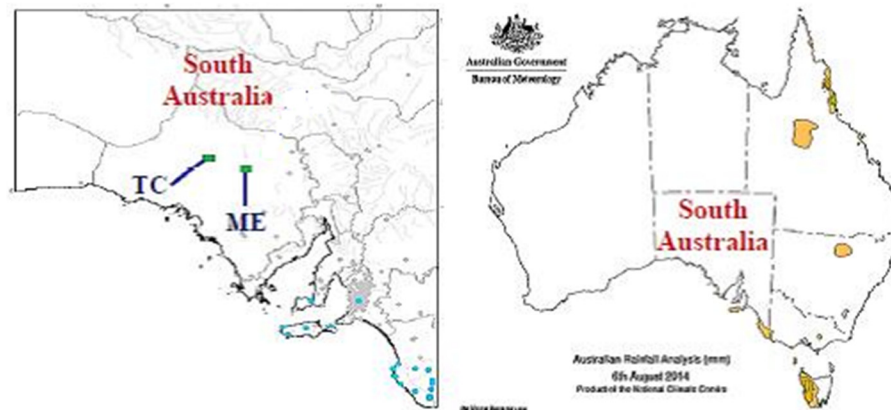 South
Australia
TC
ME
Australian Government
Bureau of Meteorology
South
Australia
Australian Rainfall Analysis (mm)
6th August 2014
Product of the National Climate Centre